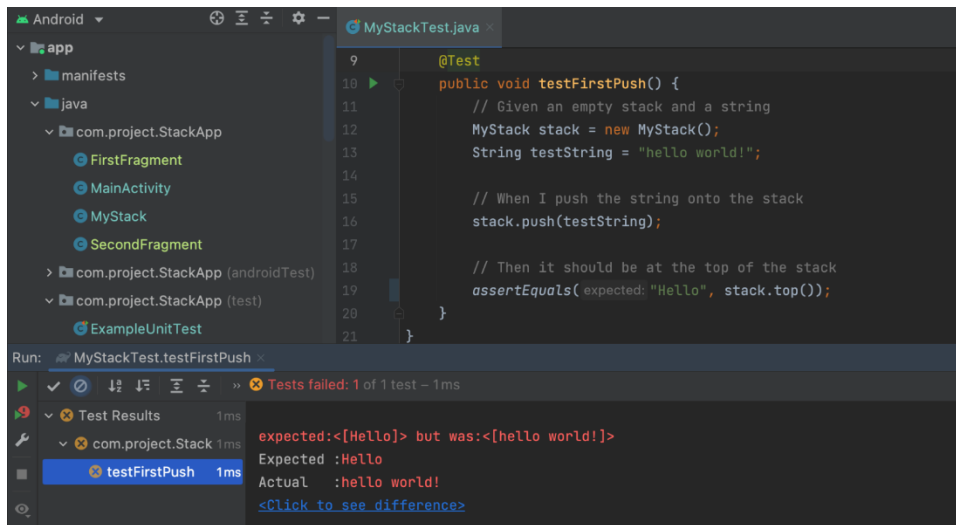 Android
app
manifests
java
com.project.StackApp
FirstFragment
MainActivity
MyStack
SecondFragment
com.project.StackApp (androidTest)
com.project.StackApp (test)
ExampleUnitTest
MyStackTest.java
9 @Test
10 public void testFirstPush() {
11 // Given an empty stack and a string
12 MyStack stack = new MyStack();
13 String testString = "hello world!";
14
15 // When I push the string onto the stack
16 stack.push(testString);
17
18 // Then it should be at the top of the stack
19 assertEquals( expected: "Hello", stack.top());
20 }
21 }
Run: MyStackTest.testFirstPush
Tests failed: 1 of 1 test – 1ms
Test Results 1ms
com.project.Stack 1ms
testFirstPush 1ms
expected:<[Hello]> but was:<[hello world!]>
Expected :Hello
Actual :hello world!
<Click to see difference>